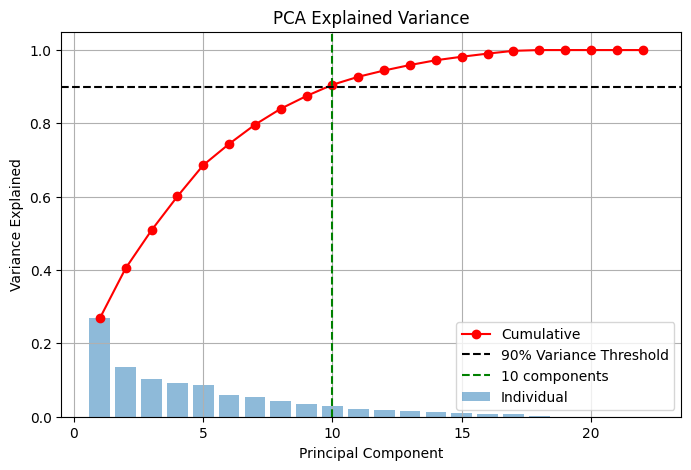 PCA Explained Variance
Variance Explained
1.0
0.8
0.6
0.4
0.2
0.0
Cumulative
90% Variance Threshold
10 components
Individual
0 5 10 15 20
Principal Component